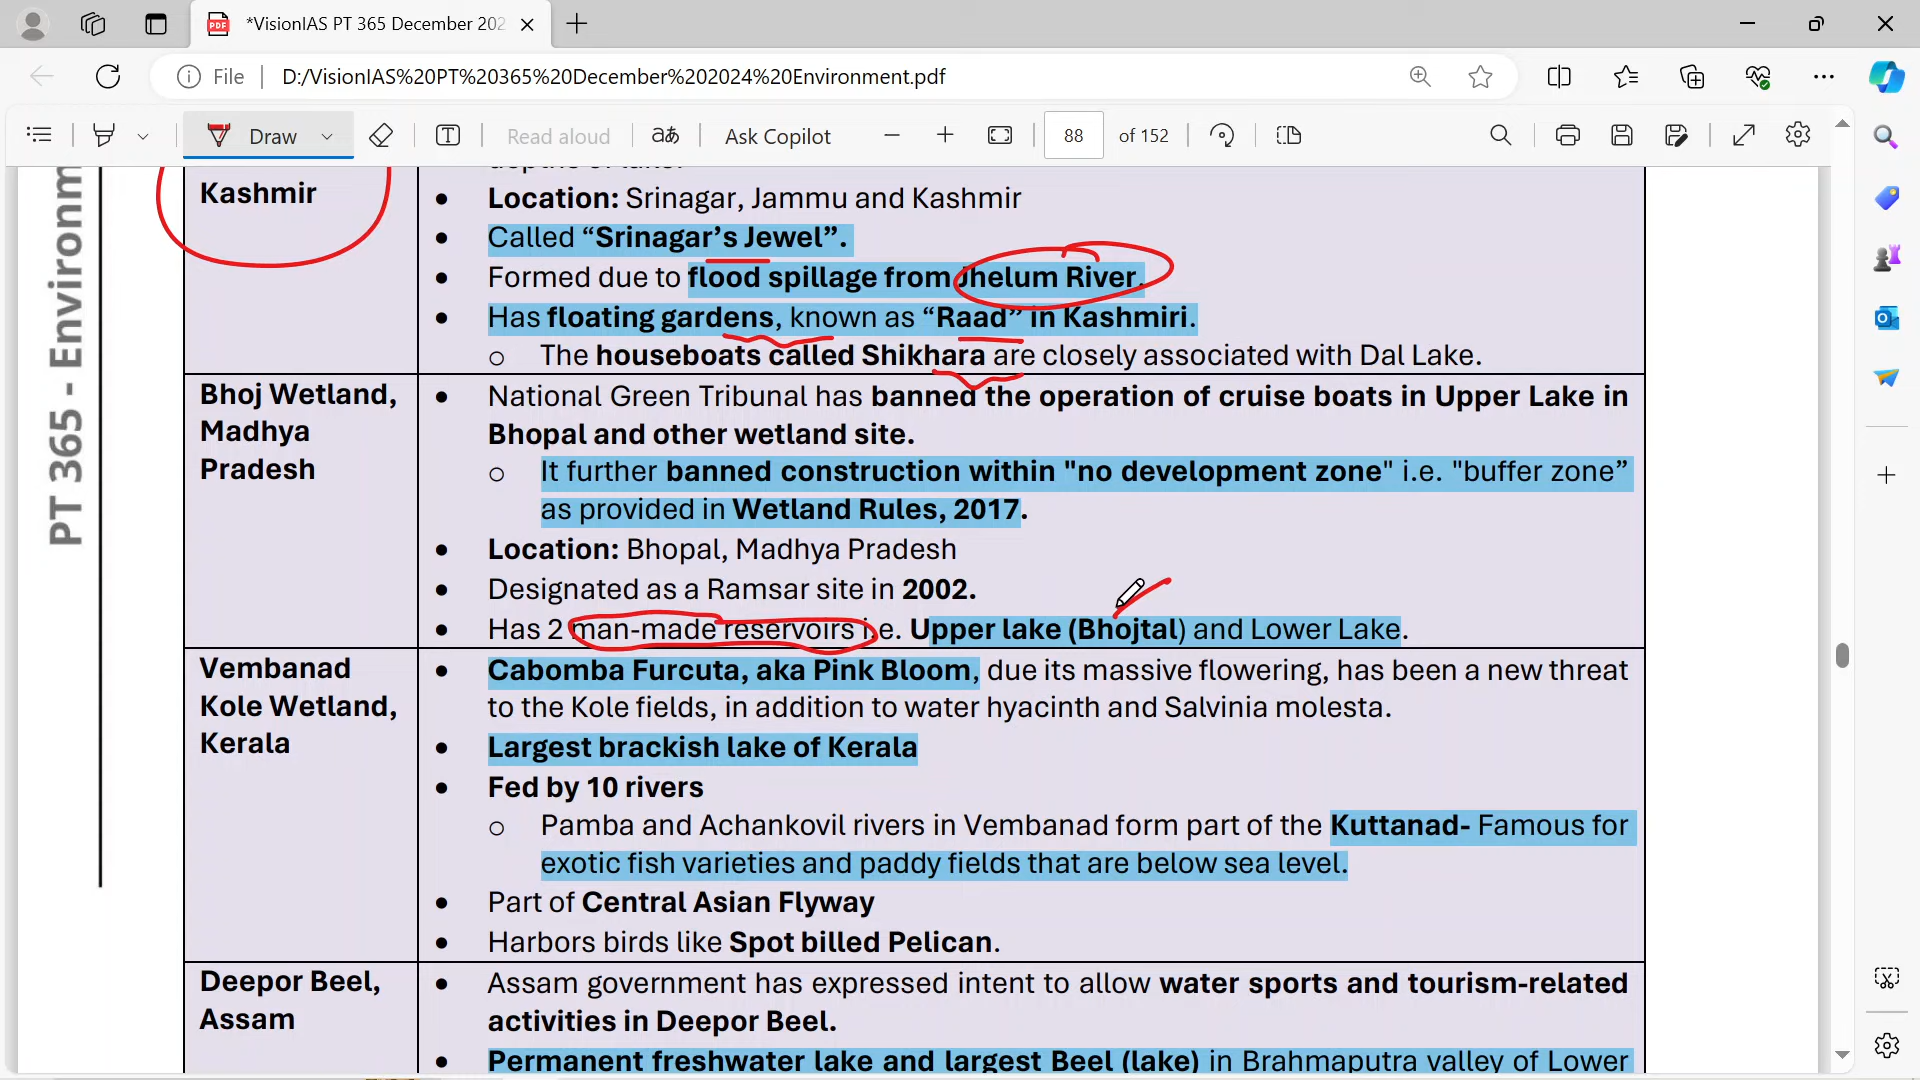 *VisionIAS PT 365 December 202
File
D:/VisionIAS%20PT%20365%20December%202024%20Environment.pdf
Draw
Read aloud
aあ
Ask Copilot
88
of 152
PT 365 - Environm
Kashmir
• Location: Srinagar, Jammu and Kashmir
• Called “Srinagar’s Jewel”.
• Formed due to flood spillage from Jhelum River.
• Has floating gardens, known as “Raad” in Kashmiri.
o The houseboats called Shikhara are closely associated with Dal Lake.
Bhoj Wetland,
Madhya
Pradesh
• National Green Tribunal has banned the operation of cruise boats in Upper Lake in
Bhopal and other wetland site.
o It further banned construction within "no development zone" i.e. "buffer zone”
as provided in Wetland Rules, 2017.
• Location: Bhopal, Madhya Pradesh
• Designated as a Ramsar site in 2002.
• Has 2 man-made reservoirs i.e. Upper lake (Bhojtal) and Lower Lake.
Vembanad
Kole Wetland,
Kerala
• Cabomba Furcuta, aka Pink Bloom, due its massive flowering, has been a new threat
to the Kole fields, in addition to water hyacinth and Salvinia molesta.
• Largest brackish lake of Kerala
• Fed by 10 rivers
o Pamba and Achankovil rivers in Vembanad form part of the Kuttanad- Famous for
exotic fish varieties and paddy fields that are below sea level.
• Part of Central Asian Flyway
• Harbors birds like Spot billed Pelican.
Deepor Beel,
Assam
• Assam government has expressed intent to allow water sports and tourism-related
activities in Deepor Beel.
• Permanent freshwater lake and largest Beel (lake) in Brahmaputra valley of Lower